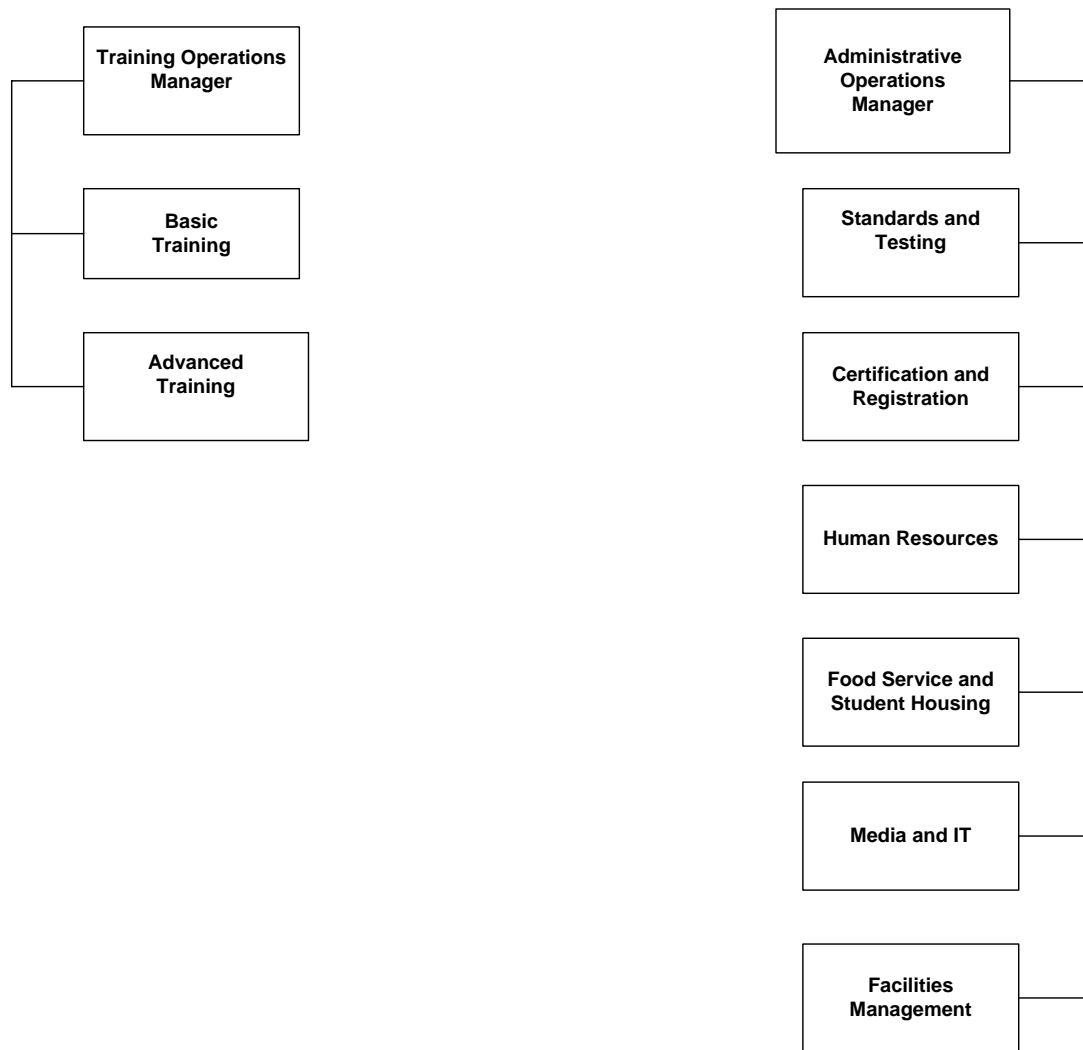 Training Operations
Manager
Basic
Training
Advanced
Training
Administrative
Operations
Manager
Standards and
Testing
Certification and
Registration
Human Resources
Food Service and
Student Housing
Media and IT
Facilities
Management